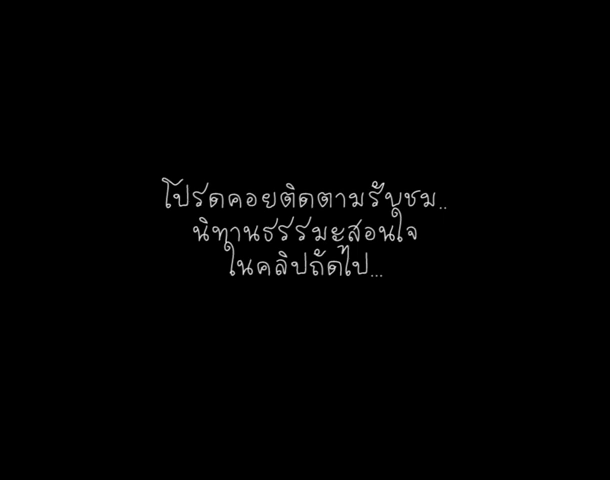 โปรดคอยติดตามรับชม..
นิทานธรรมะสอนใจ
ในคลิปถัดไป...